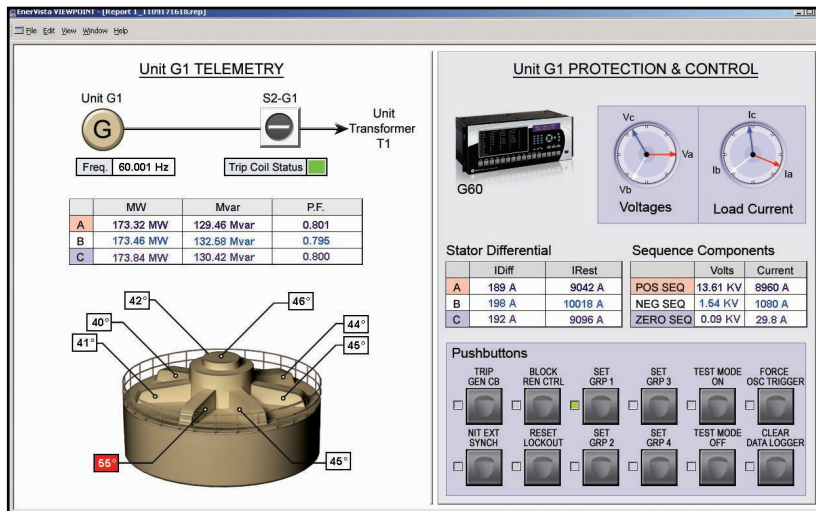 EnerVista VIEWPOINT - [Report 1_1109171618.rep]
File Edit View Window Help
Unit G1 TELEMETRY
Unit G1
S2-G1
G
Unit
Transformer
T1
Freq. 60.001 Hz
Trip Coil Status
MW Mvar P.F.
A 173.32 MW 129.46 Mvar 0.801
B 173.46 MW 132.58 Mvar 0.795
C 173.84 MW 130.42 Mvar 0.800
42°
46°
40°
44°
41°
45°
55°
45°
Unit G1 PROTECTION & CONTROL
G60
Vc
Va
Vb
Voltages
Ic
Ib
Ia
Load Current
Stator Differential
IDiff IRest
A 189 A 9042 A
B 198 A 10018 A
C 192 A 9096 A
Sequence Components
Volts Current
POS SEQ 13.61 KV 8960 A
NEG SEQ 1.54 KV 1080 A
ZERO SEQ 0.09 KV 29.8 A
Pushbuttons
TRIP
GEN CB
BLOCK
REN CTRL
SET
GRP 1
SET
GRP 3
TEST MODE
ON
FORCE
OSC TRIGGER
NIT EXT
SYNCH
RESET
LOCKOUT
SET
GRP 2
SET
GRP 4
TEST MODE
OFF
CLEAR
DATA LOGGER